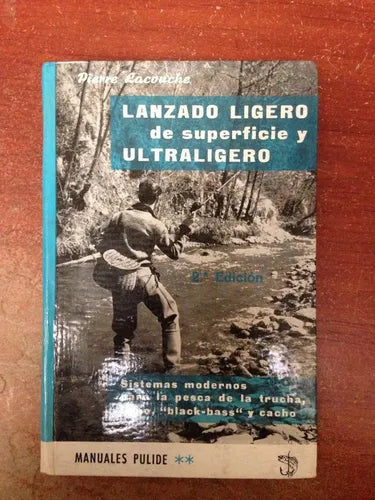 Pierre Lacouche
LANZADO LIGERO
de superficie y
ULTRALIGERO
2.ª Edición
Sistemas modernos
para la pesca de la trucha,
"black-bass" y cacho
MANUALES PULIDE **